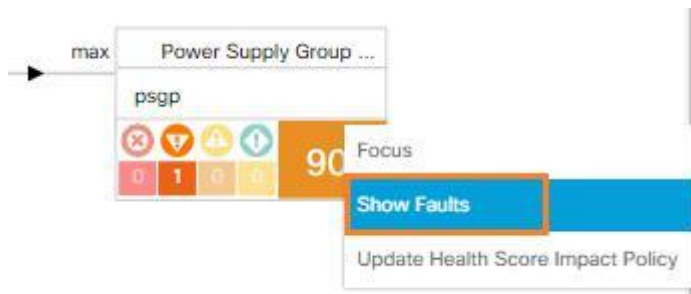 max
Power Supply Group ...
psgp
0 1 0 0
90
Focus
Show Faults
Update Health Score Impact Policy